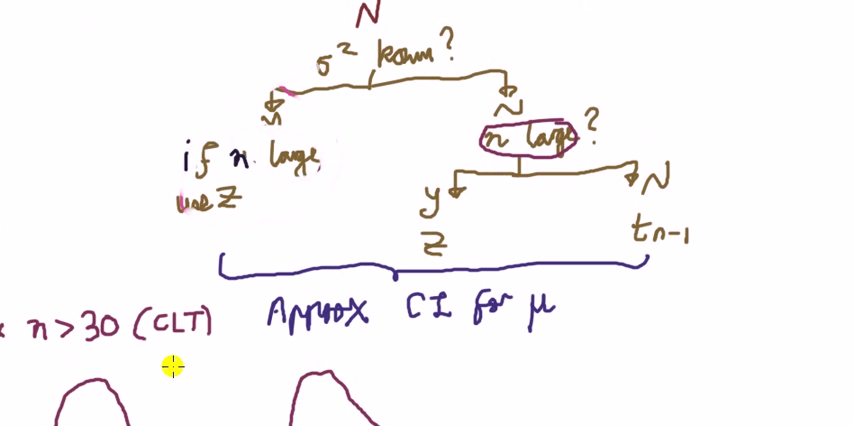 N
σ² known?
y N
if n large, n large?
use Z y N
Z tn-1
Approx CI for μ
n > 30 (CLT)